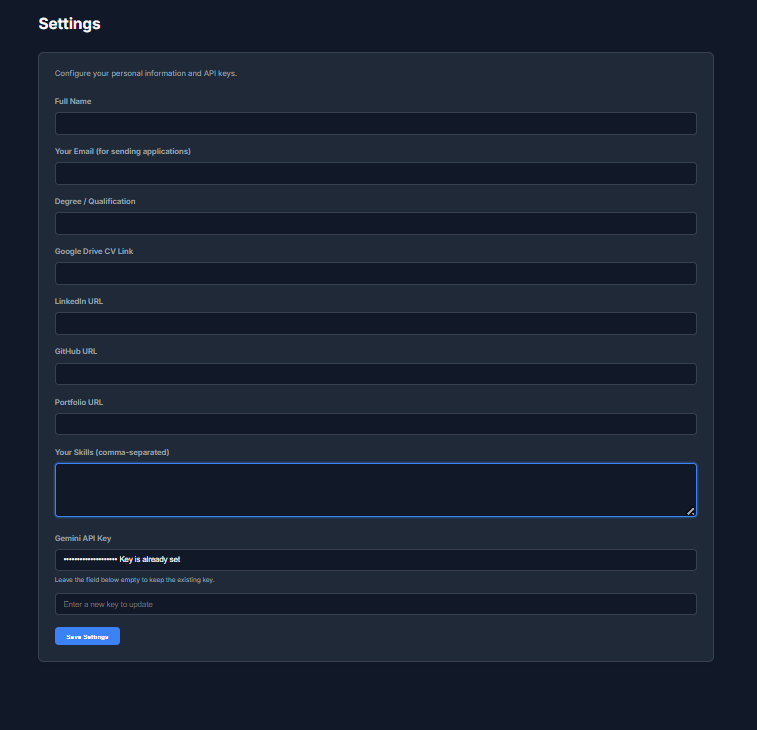 Settings
Configure your personal information and API keys.
Full Name
Your Email (for sending applications)
Degree / Qualification
Google Drive CV Link
LinkedIn URL
GitHub URL
Portfolio URL
Your Skills (comma-separated)
Gemini API Key
•••••••••••••••••••• Key is already set
Leave the field below empty to keep the existing key.
Enter a new key to update
Save Settings